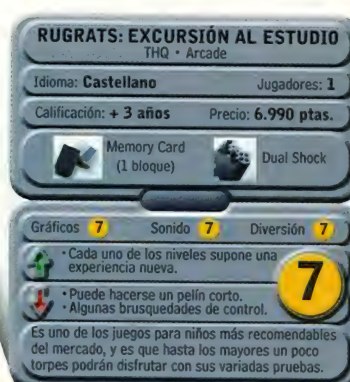 RUGRATS: EXCURSIÓN AL ESTUDIO
THQ • Arcade
Idioma: Castellano Jugadores: 1
Calificación: + 3 años Precio: 6.990 ptas.
Memory Card
(1 bloque)
Dual Shock
Gráficos 7 Sonido 7 Diversión 7
• Cada uno de los niveles supone una
experiencia nueva.
• Puede hacerse un pelín corto.
• Algunas brusquedades de control.
7
Es uno de los juegos para niños más recomendables
del mercado, y es que hasta los mayores un poco
torpes podrán disfrutar con sus variadas pruebas.